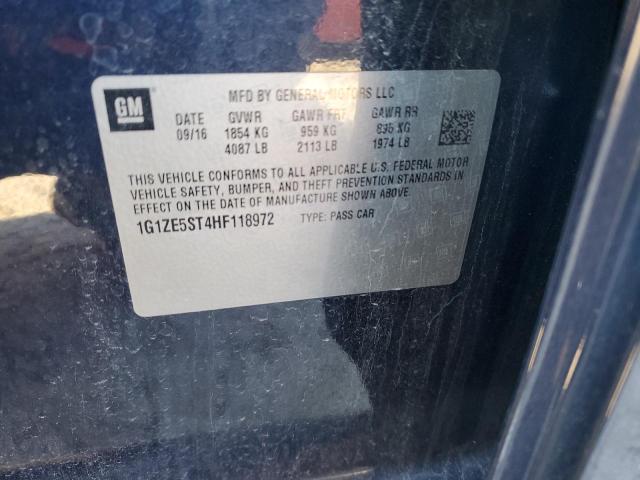 GM
MFD BY GENERAL MOTORS LLC
DATE GVWR GAWR FRT GAWR RR
09/16 1854 KG 959 KG 895 KG
4087 LB 2113 LB 1974 LB
THIS VEHICLE CONFORMS TO ALL APPLICABLE U.S. FEDERAL MOTOR
VEHICLE SAFETY, BUMPER, AND THEFT PREVENTION STANDARDS IN
EFFECT ON THE DATE OF MANUFACTURE SHOWN ABOVE.
1G1ZE5ST4HF118972 TYPE: PASS CAR